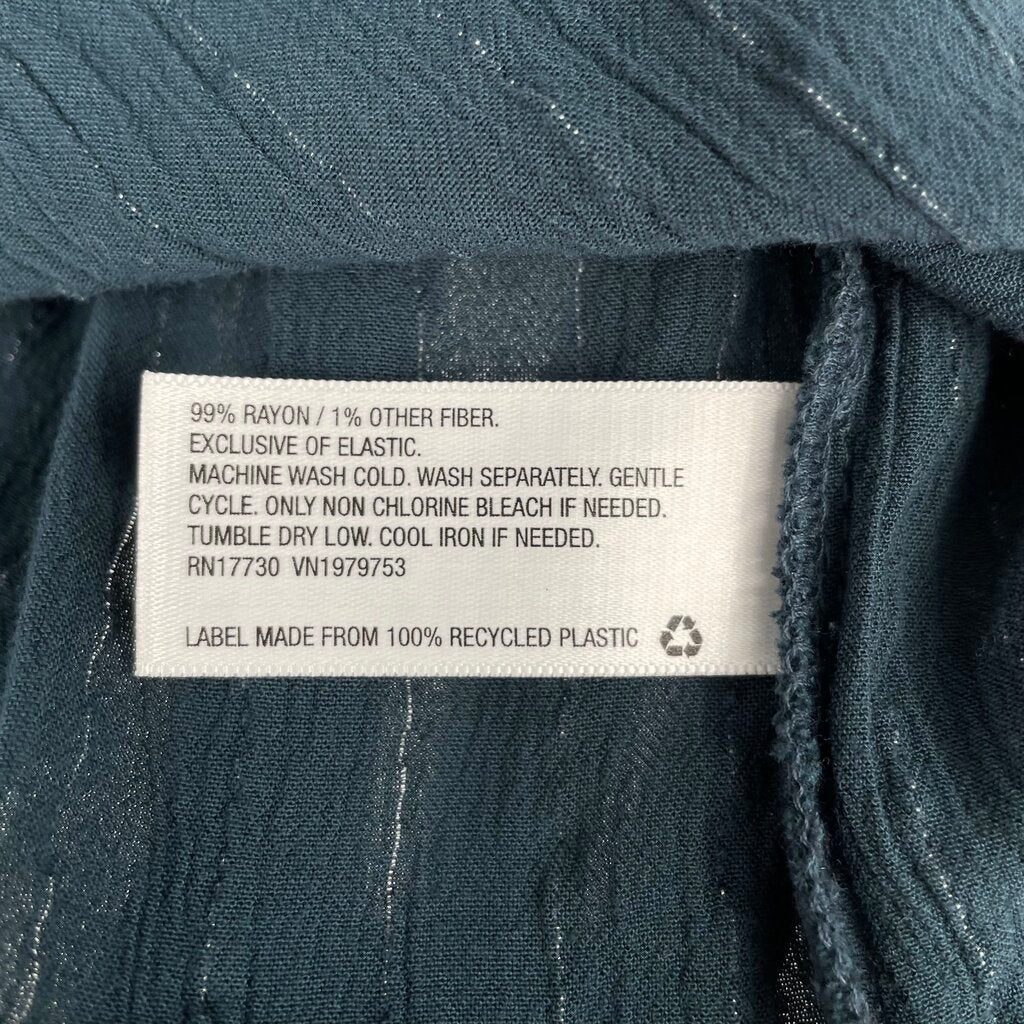 99% RAYON / 1% OTHER FIBER.
EXCLUSIVE OF ELASTIC.
MACHINE WASH COLD. WASH SEPARATELY. GENTLE
CYCLE. ONLY NON CHLORINE BLEACH IF NEEDED.
TUMBLE DRY LOW. COOL IRON IF NEEDED.
RN17730 VN1979753
LABEL MADE FROM 100% RECYCLED PLASTIC